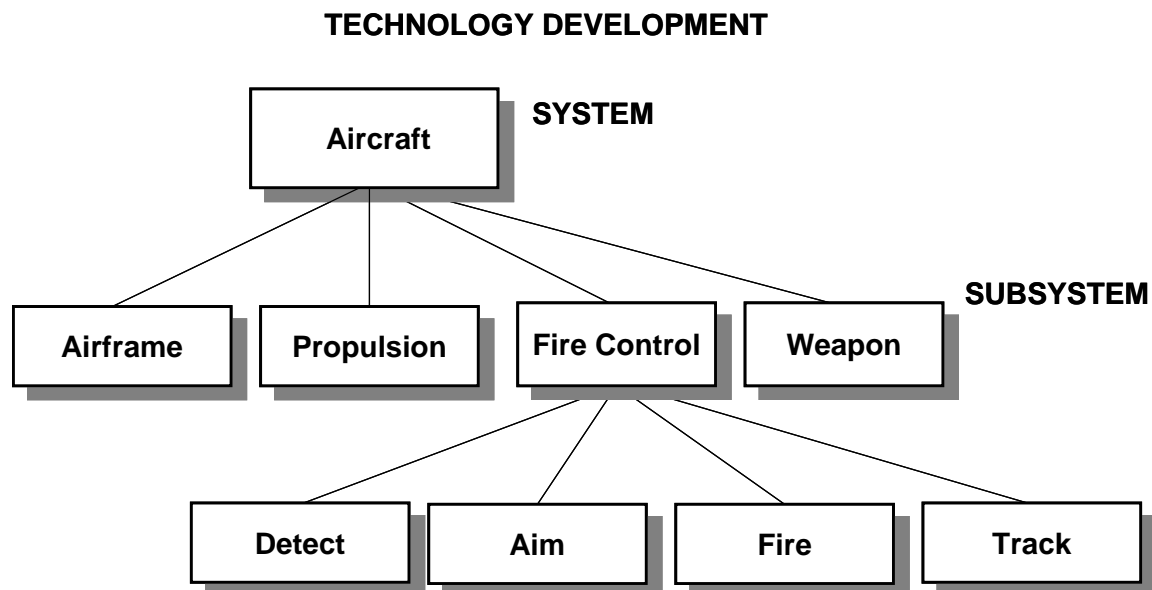 TECHNOLOGY DEVELOPMENT
SYSTEM
Aircraft
SUBSYSTEM
Airframe
Propulsion
Fire Control
Weapon
Detect
Aim
Fire
Track